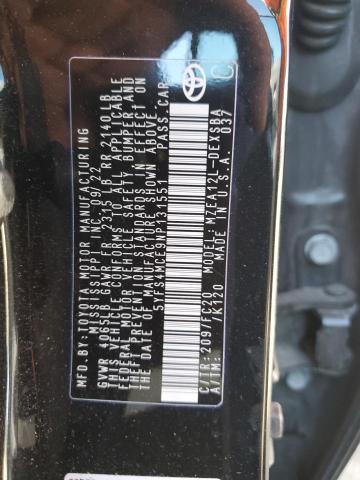 MFD.BY:TOYOTA MOTOR MANUFACTURING
MISSISSIPPI INC. 09/22
GVWR 4065LB GAWR FR 2315 LB RR 2140LB
THIS VEHICLE CONFORMS TO ALL APPLICABLE
FEDERAL MOTOR VEHICLE SAFETY, BUMPER, AND
THEFT PREVENTION STANDARDS IN EFFECT ON
THE DATE OF MANUFACTURE SHOWN ABOVE.
5YFS4MCE9NP131551 PASS.CAR
C/TR:209/FC20 MODEL:MZEA12L-DEXSBA
A/TM: /K120 MADE IN U.S.A. 037
C